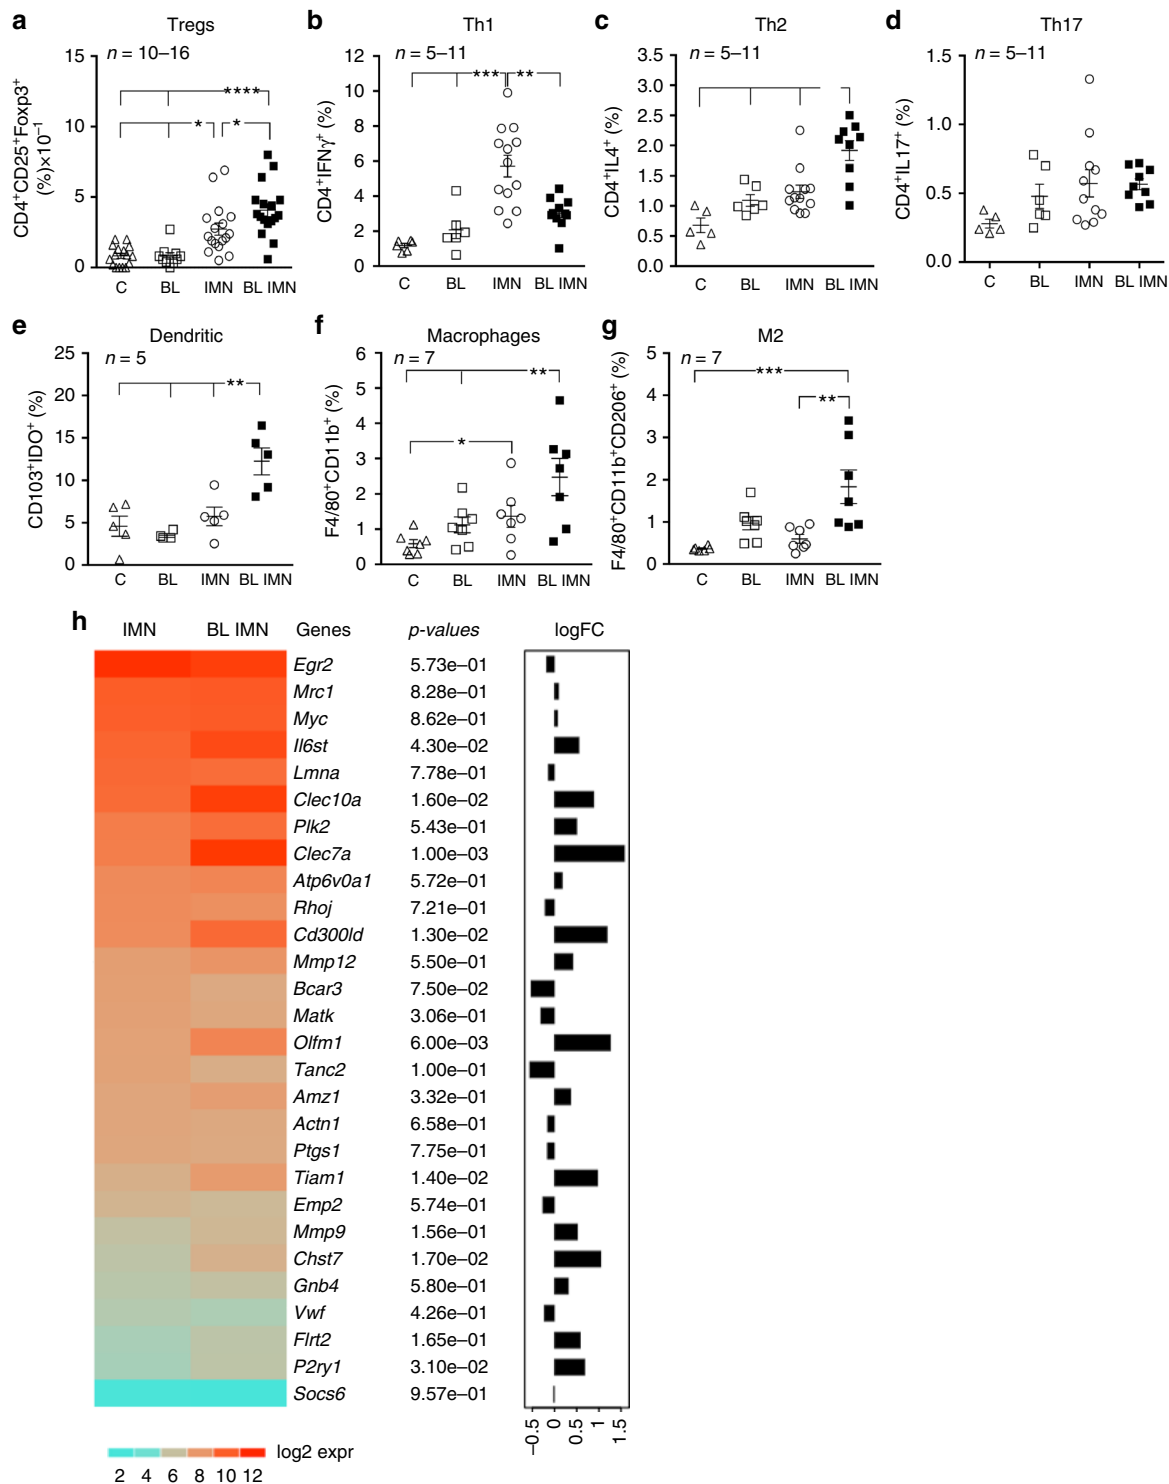 a
Tregs
n = 10–16
CD4+CD25+Foxp3+
(%)×10−1
15
10
5
0
****
*
*
C BL IMN BL IMN
b
Th1
n = 5–11
CD4+IFNγ+ (%)
12
10
8
6
4
2
0
***
**
C BL IMN BL IMN
c
Th2
n = 5–11
CD4+IL4+ (%)
3.5
3.0
2.5
2.0
1.5
1.0
0.5
0.0
C BL IMN BL IMN
d
Th17
n = 5–11
CD4+IL17+ (%)
1.5
1.0
0.5
0.0
C BL IMN BL IMN
e
Dendritic
n = 5
CD103+IDO+ (%)
25
20
15
10
5
0
**
C BL IMN BL IMN
f
Macrophages
n = 7
F4/80+CD11b+ (%)
6
5
4
3
2
1
0
**
*
C BL IMN BL IMN
g
M2
n = 7
F4/80+CD11b+CD206+ (%)
5
4
3
2
1
0
***
**
C BL IMN BL IMN
h
IMN BL IMN Genes p-values logFC
Egr2 5.73e–01
Mrc1 8.28e–01
Myc 8.62e–01
Il6st 4.30e–02
Lmna 7.78e–01
Clec10a 1.60e–02
Plk2 5.43e–01
Clec7a 1.00e–03
Atp6v0a1 5.72e–01
Rhoj 7.21e–01
Cd300ld 1.30e–02
Mmp12 5.50e–01
Bcar3 7.50e–02
Matk 3.06e–01
Olfm1 6.00e–03
Tanc2 1.00e–01
Amz1 3.32e–01
Actn1 6.58e–01
Ptgs1 7.75e–01
Tiam1 1.40e–02
Emp2 5.74e–01
Mmp9 1.56e–01
Chst7 1.70e–02
Gnb4 5.80e–01
Vwf 4.26e–01
Flrt2 1.65e–01
P2ry1 3.10e–02
Socs6 9.57e–01
−0.5 0 0.5 1 1.5
log2 expr
2 4 6 8 10 12